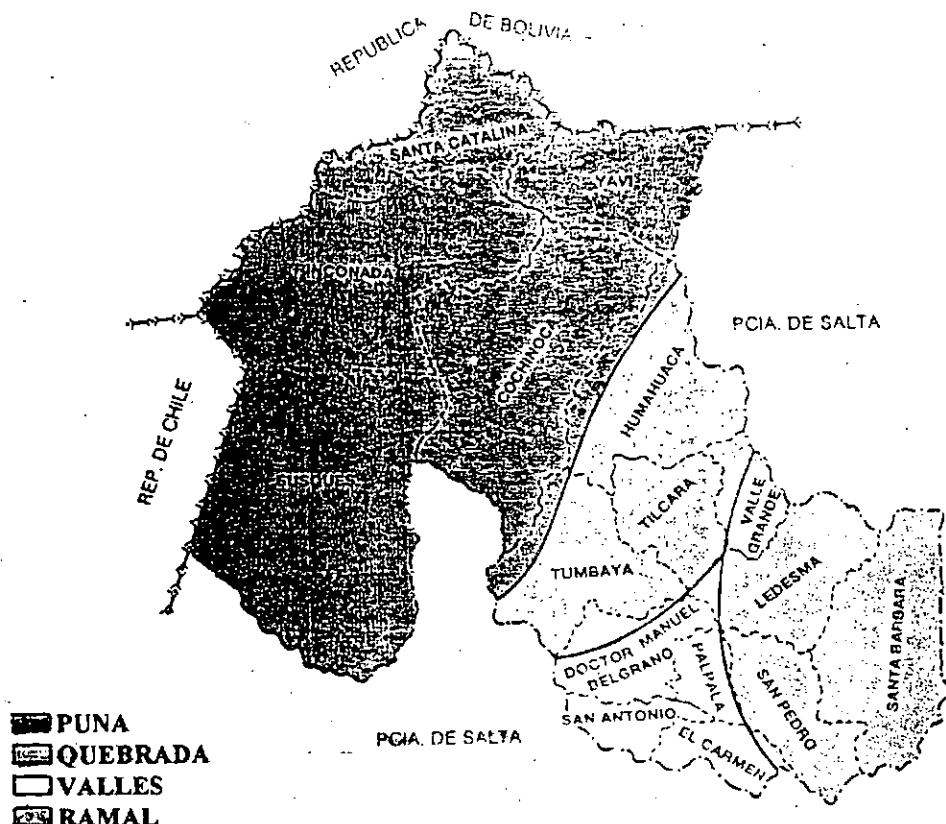 REPUBLICA DE BOLIVIA
SANTA CATALINA
YAVI
RINCONADA
COCHINOCA
PCIA. DE SALTA
HUMAHUACA
REP. DE CHILE
SUSQUES
TILCARA
VALLE
GRANDE
TUMBAYA
LEDESMA
SANTA BARBARA
DOCTOR MANUEL
BELGRANO
PALPALA
SAN PEDRO
SAN ANTONIO
EL CARMEN
PCIA. DE SALTA
PUNA
QUEBRADA
VALLES
RAMAL